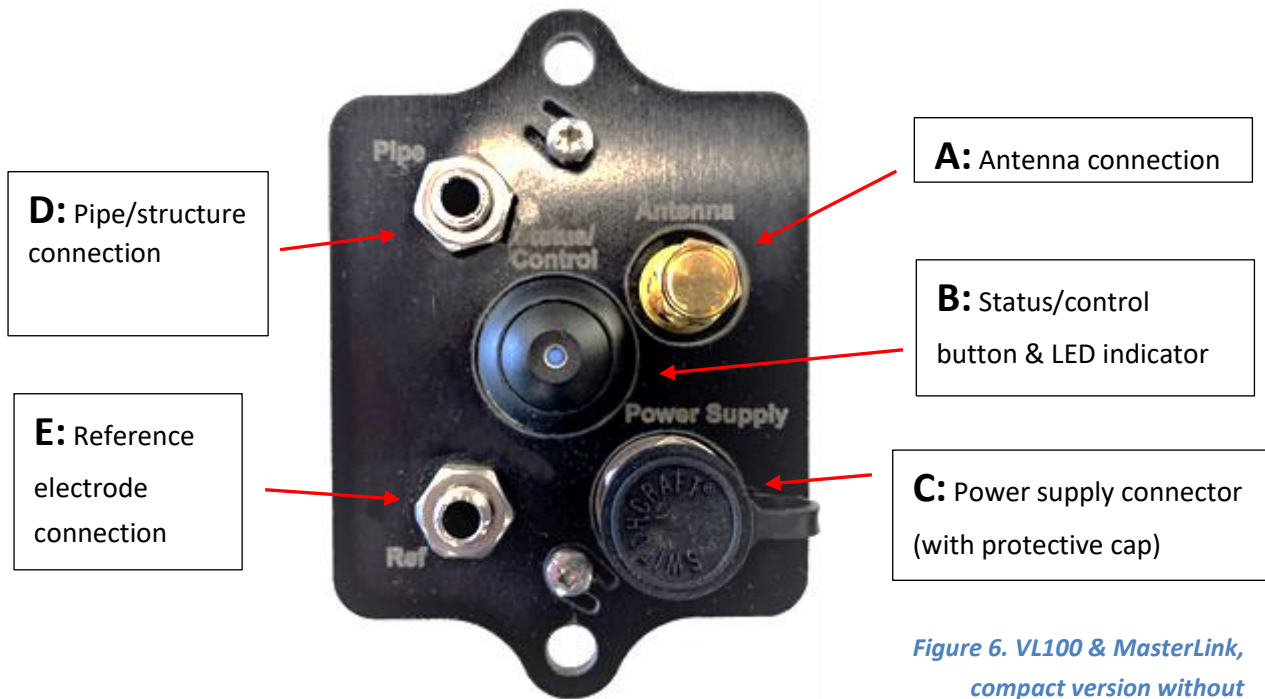 A: Antenna connection
D: Pipe/structure
connection
B: Status/control
button & LED indicator
E: Reference
electrode
connection
C: Power supply connector
(with protective cap)
Pipe
Antenna
Status/
Control
Power Supply
Ref
SWITCHCRAFT®
Figure 6. VL100 & MasterLink,
compact version without